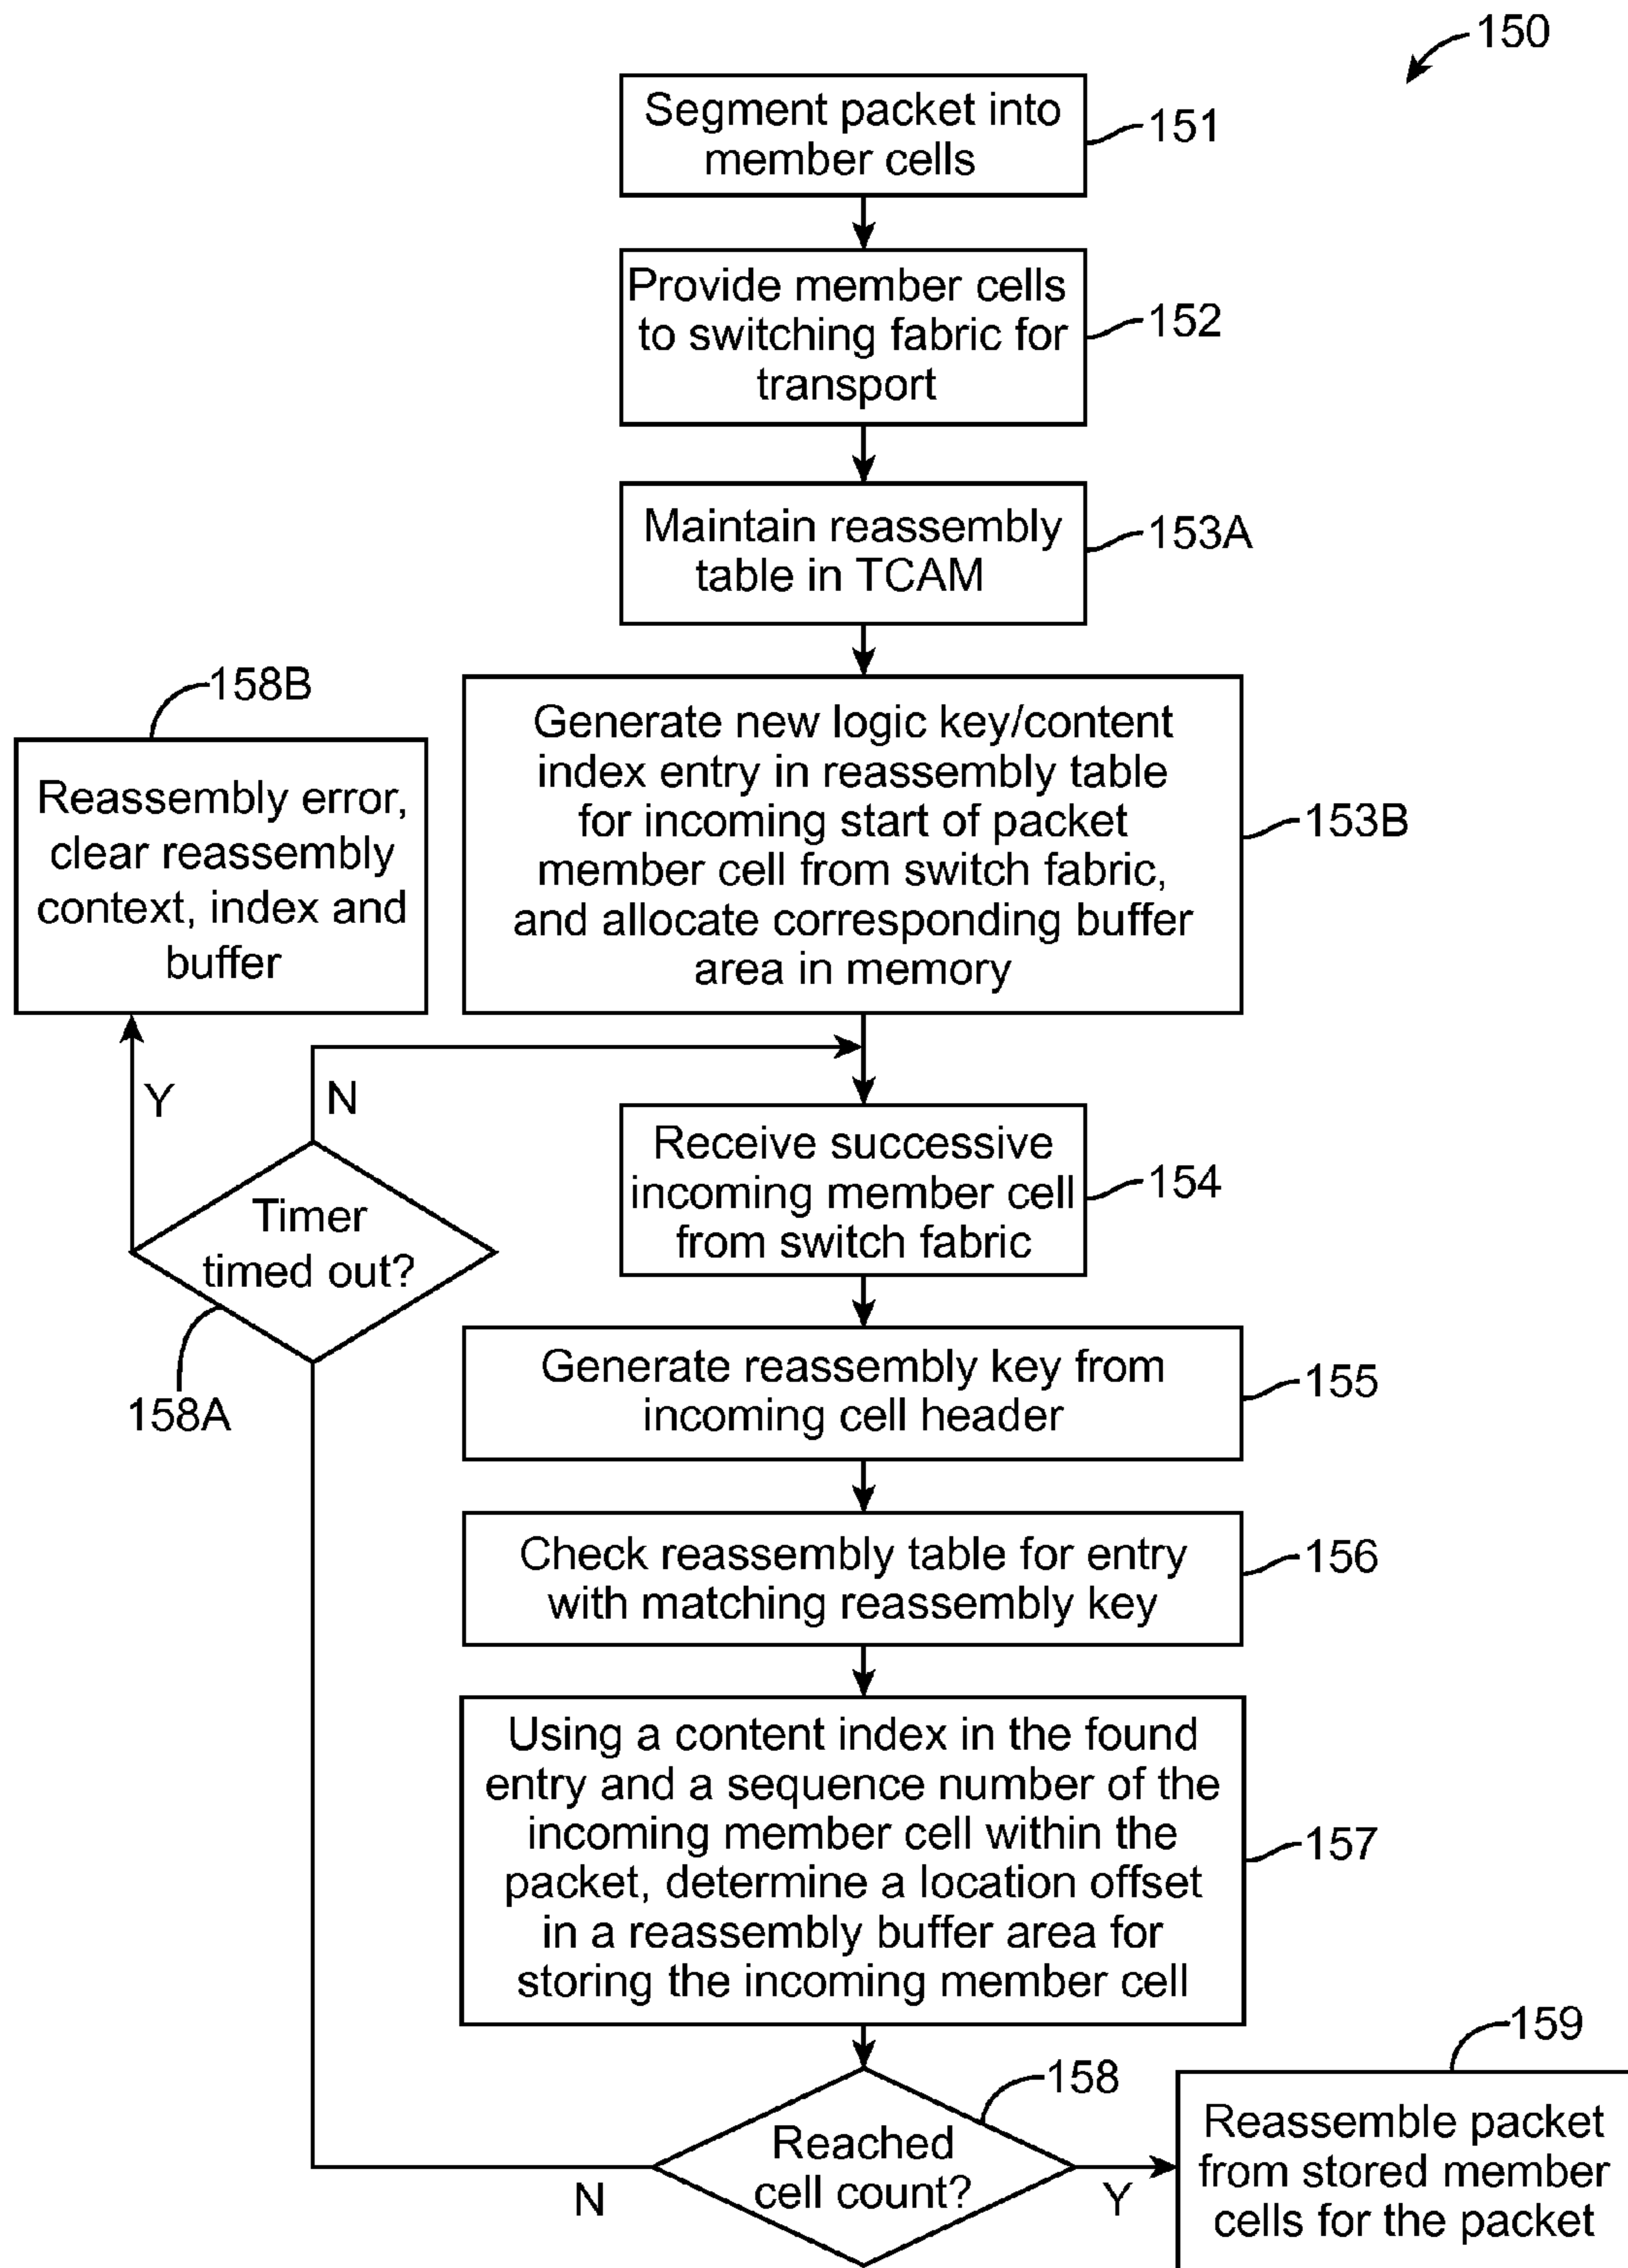 150
Segment packet into
member cells
151
Provide member cells
to switching fabric for
transport
152
Maintain reassembly
table in TCAM
153A
158B
Reassembly error,
clear reassembly
context, index and
buffer
Generate new logic key/content
index entry in reassembly table
for incoming start of packet
member cell from switch fabric,
and allocate corresponding buffer
area in memory
153B
Y
N
Timer
timed out?
158A
Receive successive
incoming member cell
from switch fabric
154
Generate reassembly key from
incoming cell header
155
Check reassembly table for entry
with matching reassembly key
156
Using a content index in the found
entry and a sequence number of the
incoming member cell within the
packet, determine a location offset
in a reassembly buffer area for
storing the incoming member cell
157
158
Reached
cell count?
N
Y
159
Reassemble packet
from stored member
cells for the packet